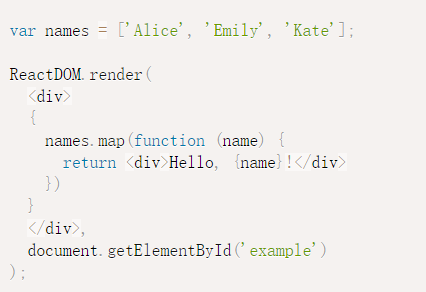 var names = ['Alice', 'Emily', 'Kate'];
ReactDOM.render(
  <div>
  {
    names.map(function (name) {
      return <div>Hello, {name}!</div>
    })
  }
  </div>,
  document.getElementById('example')
);